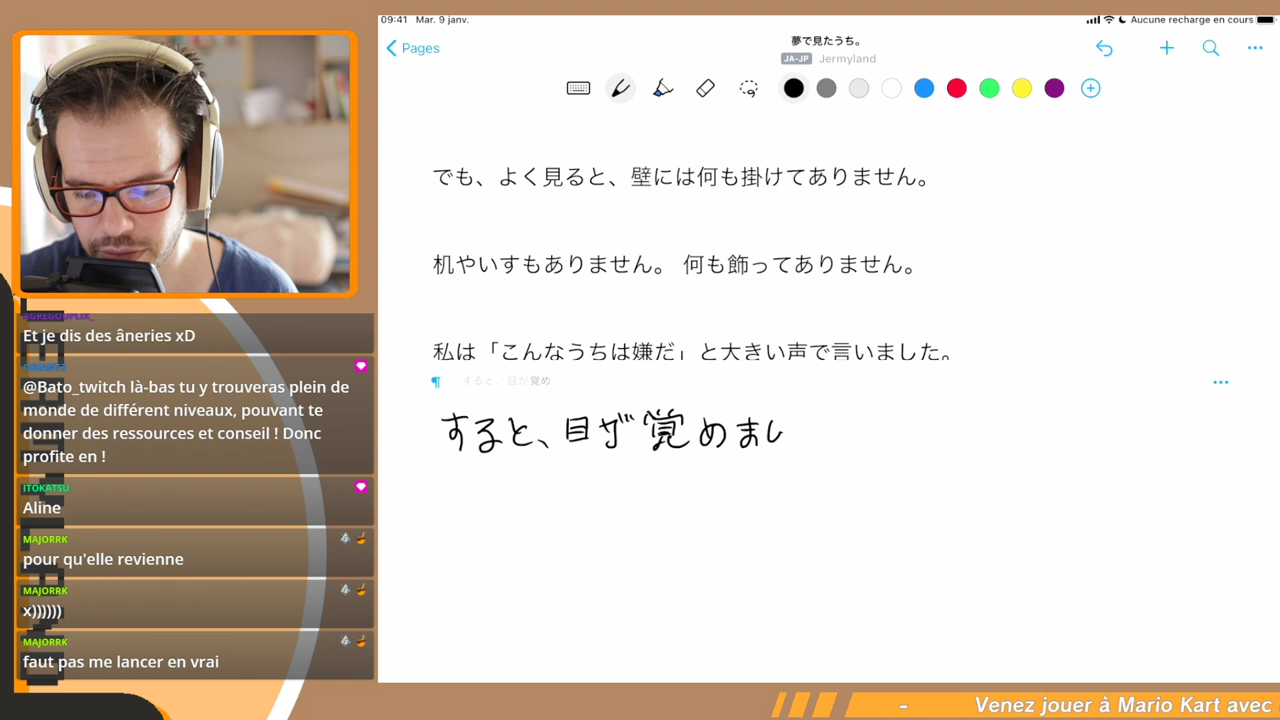 09:41 Mar. 9 janv.
Aucune recharge en cours
Pages
夢で見たうち。
JA-JP Jermyland
でも、よく見ると、壁には何も掛けてありません。
机やいすもありません。 何も飾ってありません。
私は「こんなうちは嫌だ」と大きい声で言いました。
すると、目が覚め
すると、目が覚めまし
Et je dis des âneries xD
@Bato_twitch là-bas tu y trouveras plein de
monde de différent niveaux, pouvant te
donner des ressources et conseil ! Donc
profite en !
ITOKATSU
Aline
MAJORRK
pour qu'elle revienne
MAJORRK
x))))))
MAJORRK
faut pas me lancer en vrai
- Venez jouer à Mario Kart avec